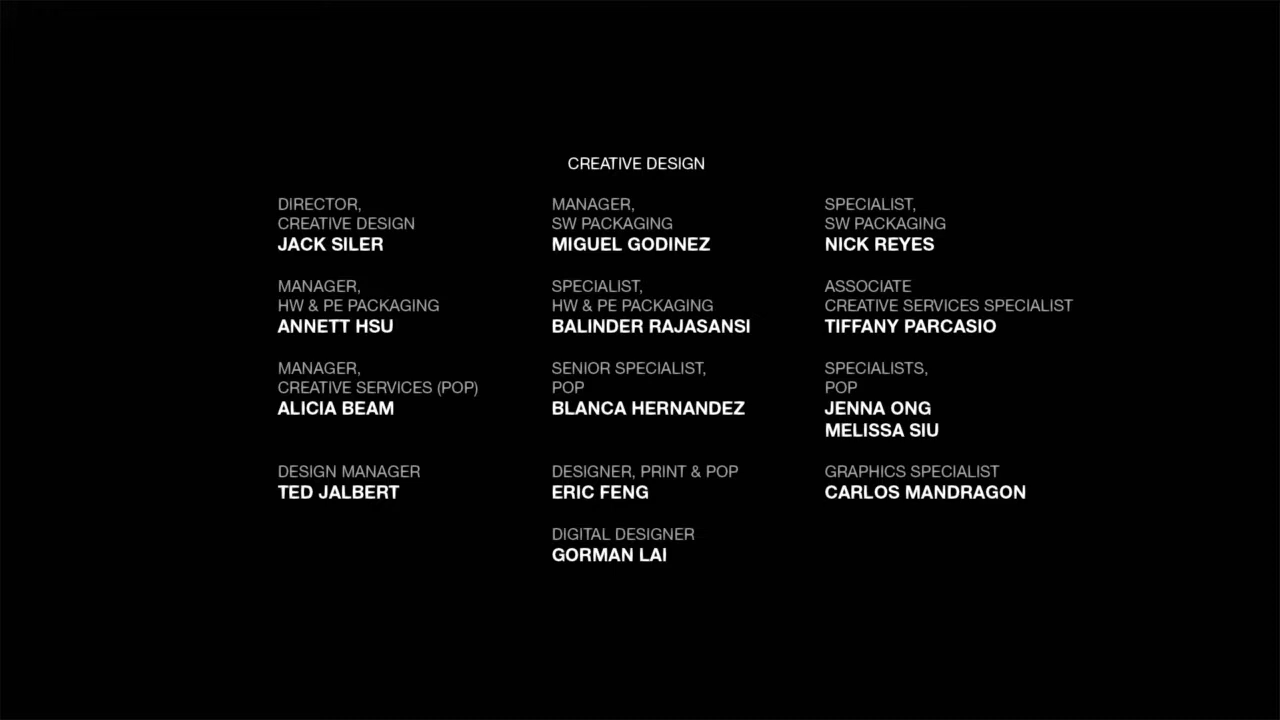 CREATIVE DESIGN
DIRECTOR,
CREATIVE DESIGN
JACK SILER
MANAGER,
SW PACKAGING
MIGUEL GODINEZ
SPECIALIST,
SW PACKAGING
NICK REYES
MANAGER,
HW & PE PACKAGING
ANNETT HSU
SPECIALIST,
HW & PE PACKAGING
BALINDER RAJASANSI
ASSOCIATE
CREATIVE SERVICES SPECIALIST
TIFFANY PARCASIO
MANAGER,
CREATIVE SERVICES (POP)
ALICIA BEAM
SENIOR SPECIALIST,
POP
BLANCA HERNANDEZ
SPECIALISTS,
POP
JENNA ONG
MELISSA SIU
DESIGN MANAGER
TED JALBERT
DESIGNER, PRINT & POP
ERIC FENG
GRAPHICS SPECIALIST
CARLOS MANDRAGON
DIGITAL DESIGNER
GORMAN LAI